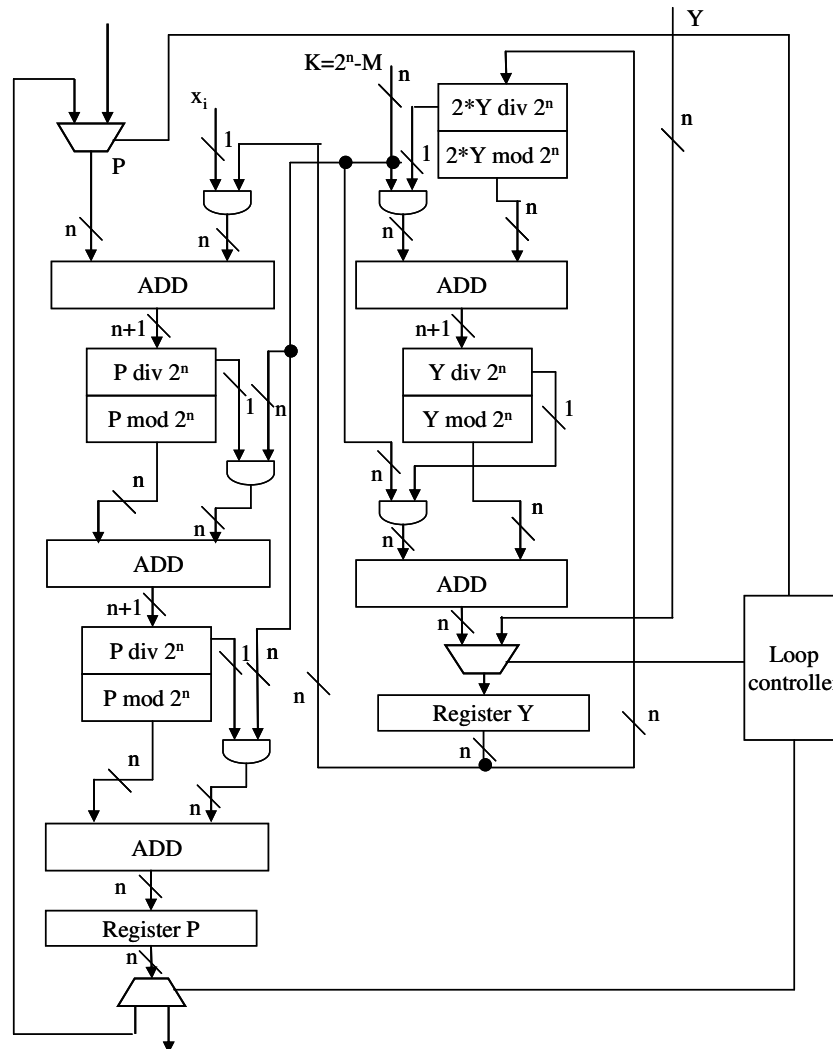 Y
K=2ⁿ-M
n
xᵢ
2*Y div 2ⁿ
n
1
1
2*Y mod 2ⁿ
P
n
n
n
n
ADD
ADD
n+1
n+1
P div 2ⁿ
Y div 2ⁿ
1
n
1
P mod 2ⁿ
Y mod 2ⁿ
n
n
n
n
n
n
ADD
ADD
n+1
n
P div 2ⁿ
1
n
Loop
controller
P mod 2ⁿ
n
Register Y
n
n
n
n
n
ADD
n
Register P
n